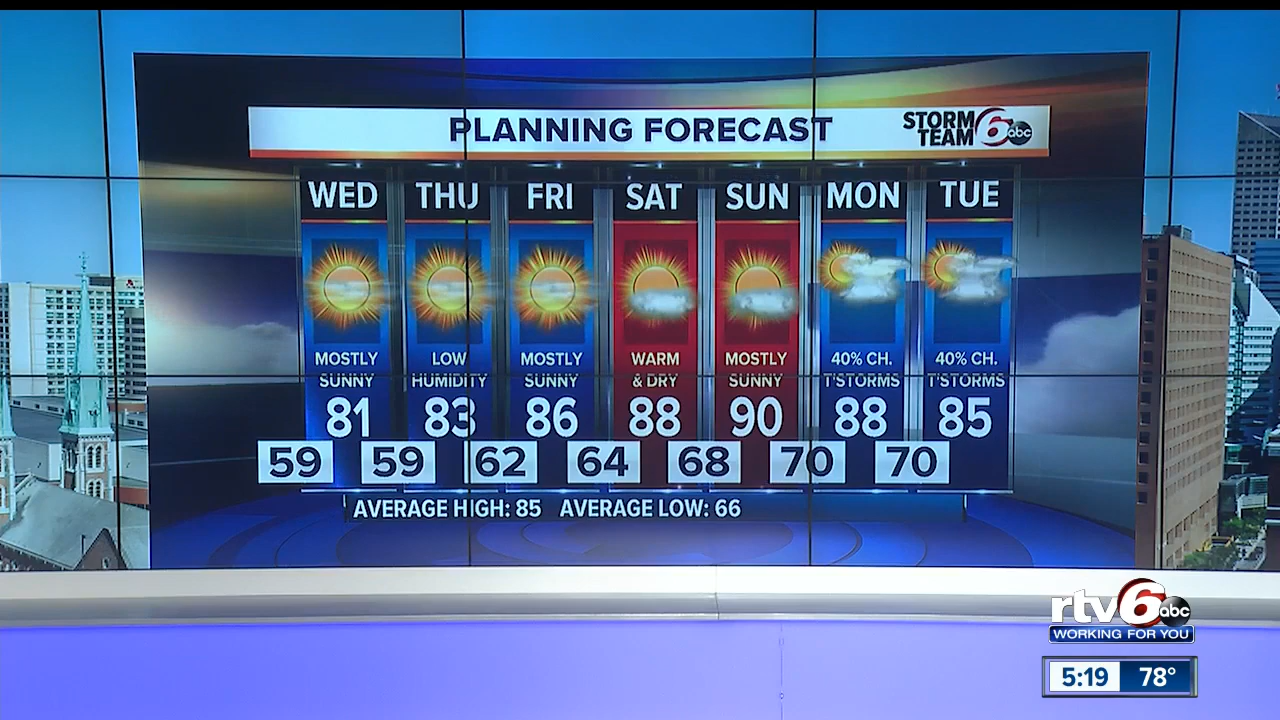 PLANNING FORECAST
STORM TEAM 6 abc
WED THU FRI SAT SUN MON TUE
MOSTLY LOW MOSTLY WARM MOSTLY 40% CH. 40% CH.
SUNNY HUMIDITY SUNNY & DRY SUNNY T'STORMS T'STORMS
81 83 86 88 90 88 85
59 59 62 64 68 70 70
AVERAGE HIGH: 85 AVERAGE LOW: 66
rtv6 abc
WORKING FOR YOU
5:19 78°